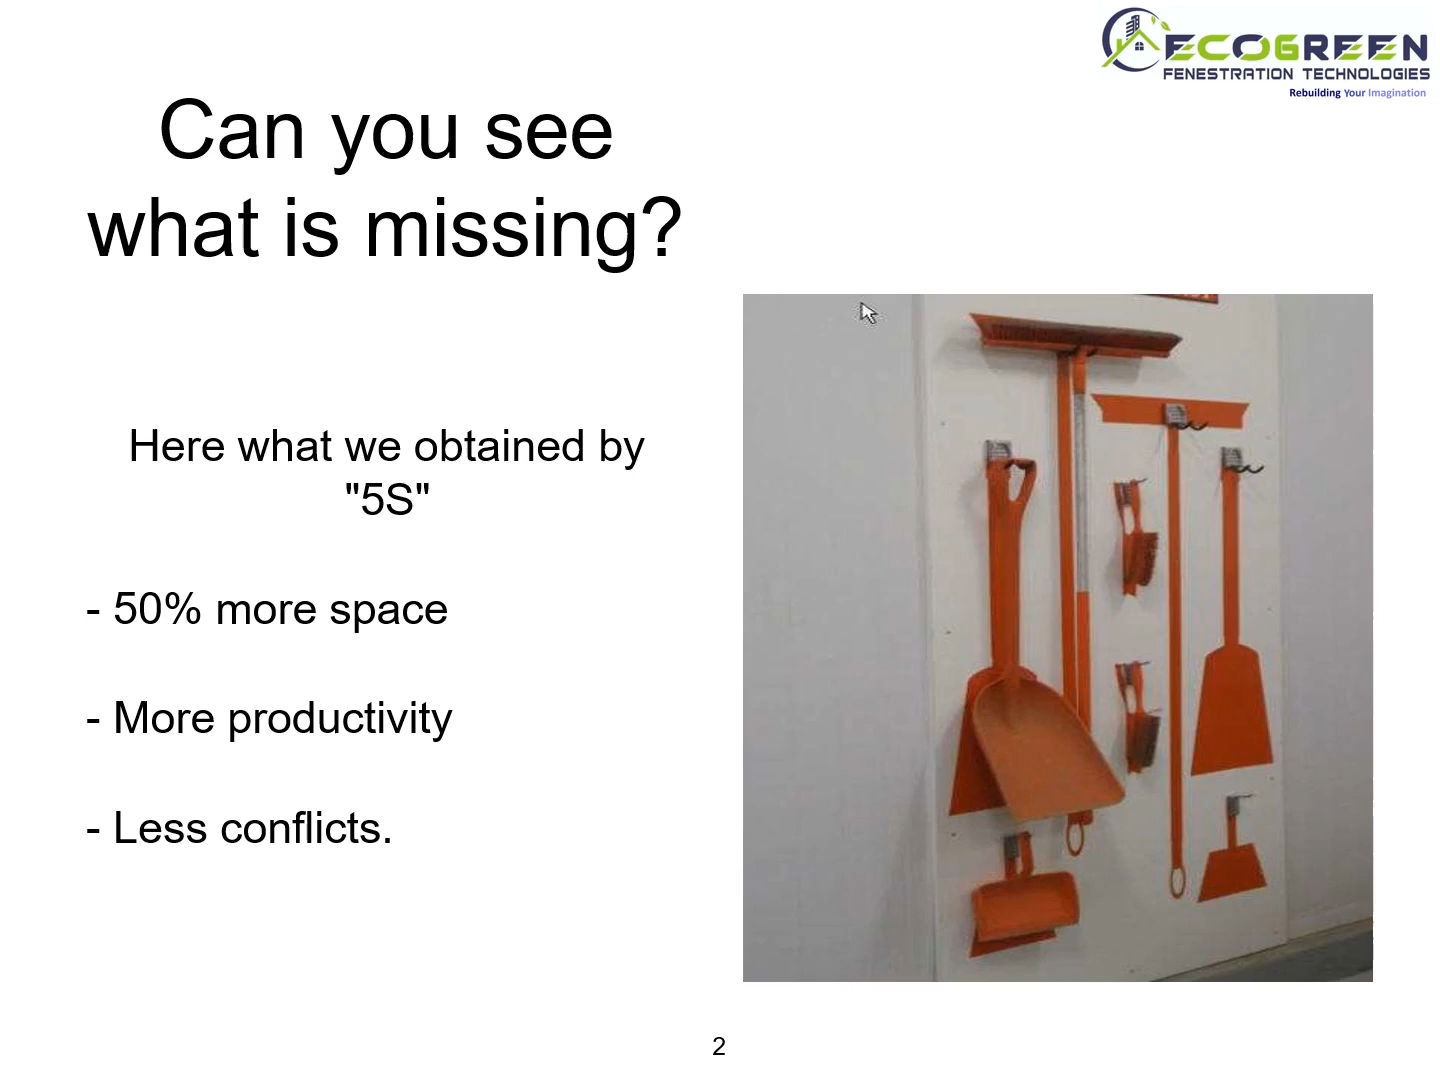 ECOGREEN
FENESTRATION TECHNOLOGIES
Rebuilding Your Imagination
Can you see
what is missing?
Here what we obtained by
"5S"
- 50% more space
- More productivity
- Less conflicts.
2